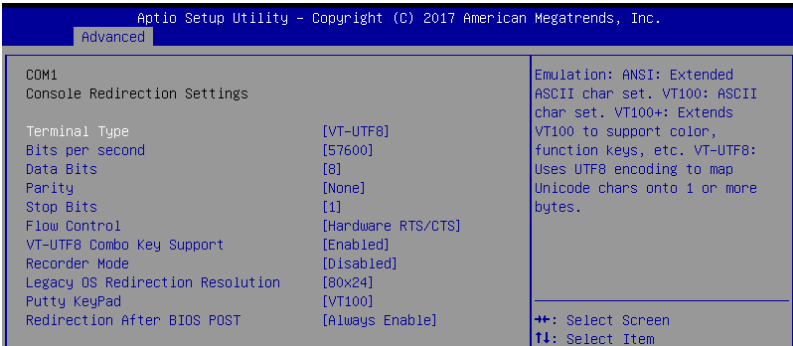 Aptio Setup Utility – Copyright (C) 2017 American Megatrends, Inc.
Advanced
COM1
Console Redirection Settings
Terminal Type [VT-UTF8]
Bits per second [57600]
Data Bits [8]
Parity [None]
Stop Bits [1]
Flow Control [Hardware RTS/CTS]
VT-UTF8 Combo Key Support [Enabled]
Recorder Mode [Disabled]
Legacy OS Redirection Resolution [80x24]
Putty KeyPad [VT100]
Redirection After BIOS POST [Always Enable]
Emulation: ANSI: Extended
ASCII char set. VT100: ASCII
char set. VT100+: Extends
VT100 to support color,
function keys, etc. VT-UTF8:
Uses UTF8 encoding to map
Unicode chars onto 1 or more
bytes.
→←: Select Screen
↑↓: Select Item